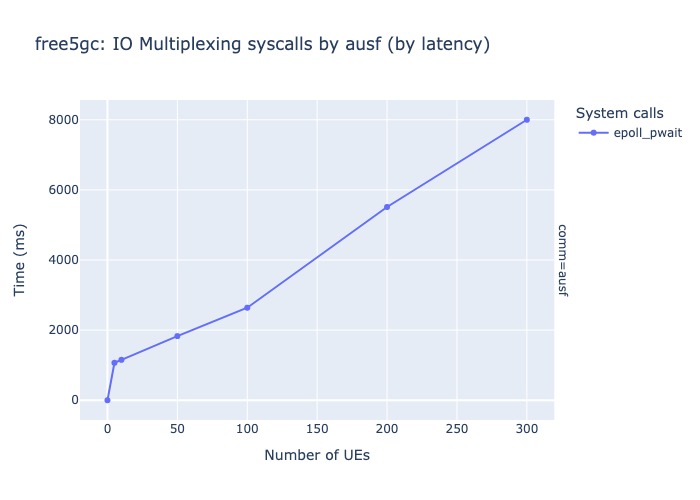 free5gc: IO Multiplexing syscalls by ausf (by latency)
System calls
epoll_pwait
8000
6000
4000
2000
0
Time (ms)
comm=ausf
0 50 100 150 200 250 300
Number of UEs